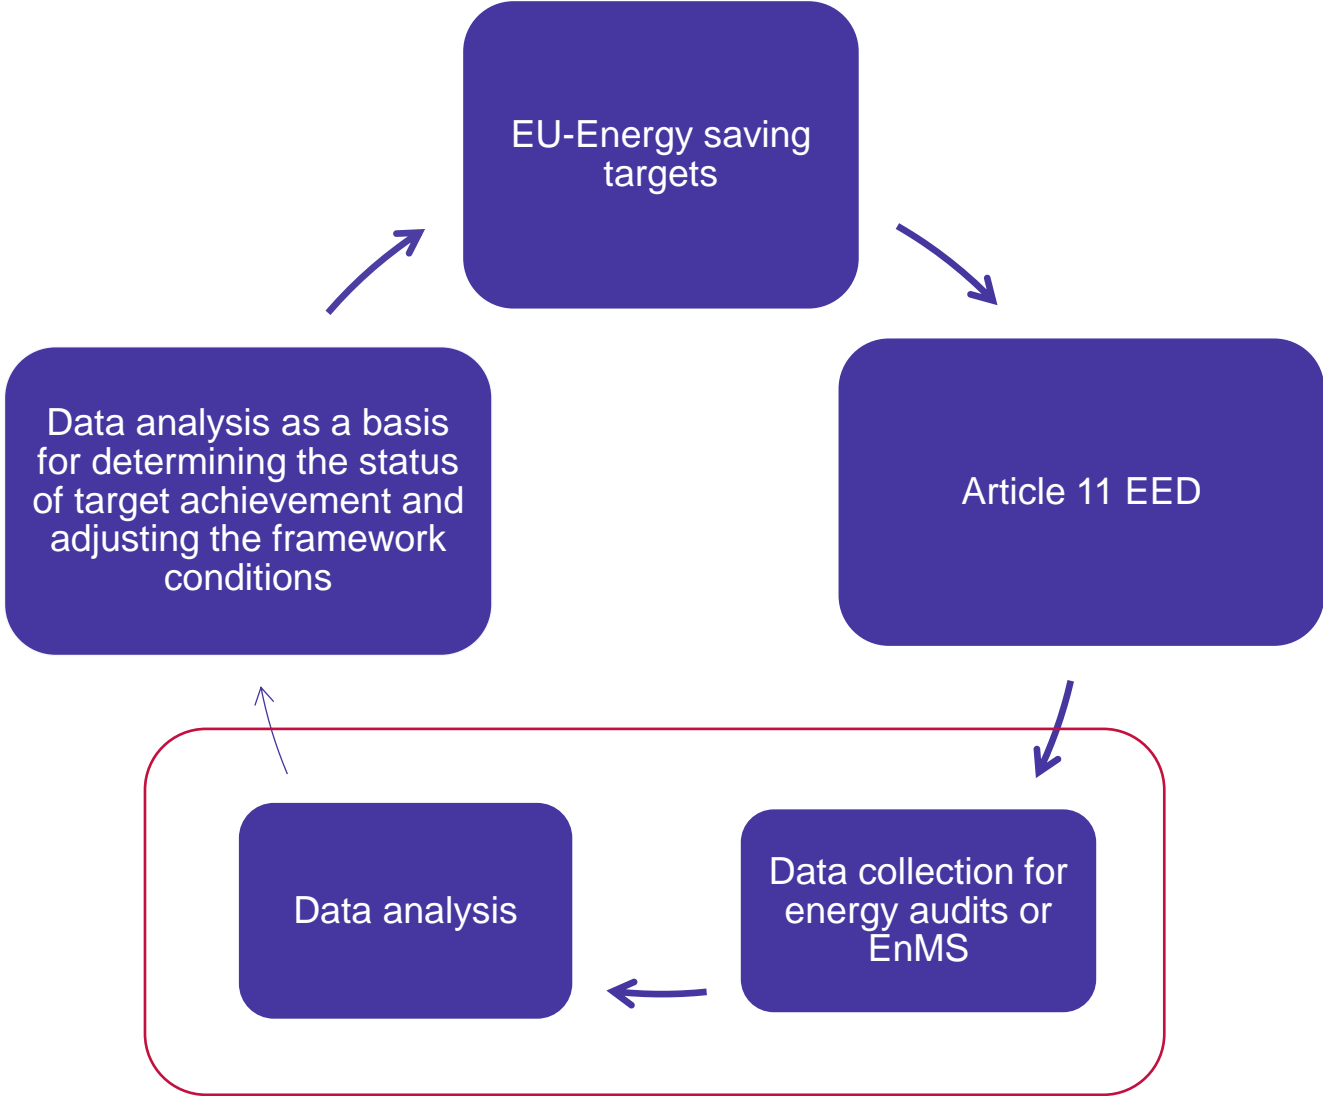 EU-Energy saving
targets
Article 11 EED
Data collection for
energy audits or
EnMS
Data analysis
Data analysis as a basis
for determining the status
of target achievement and
adjusting the framework
conditions